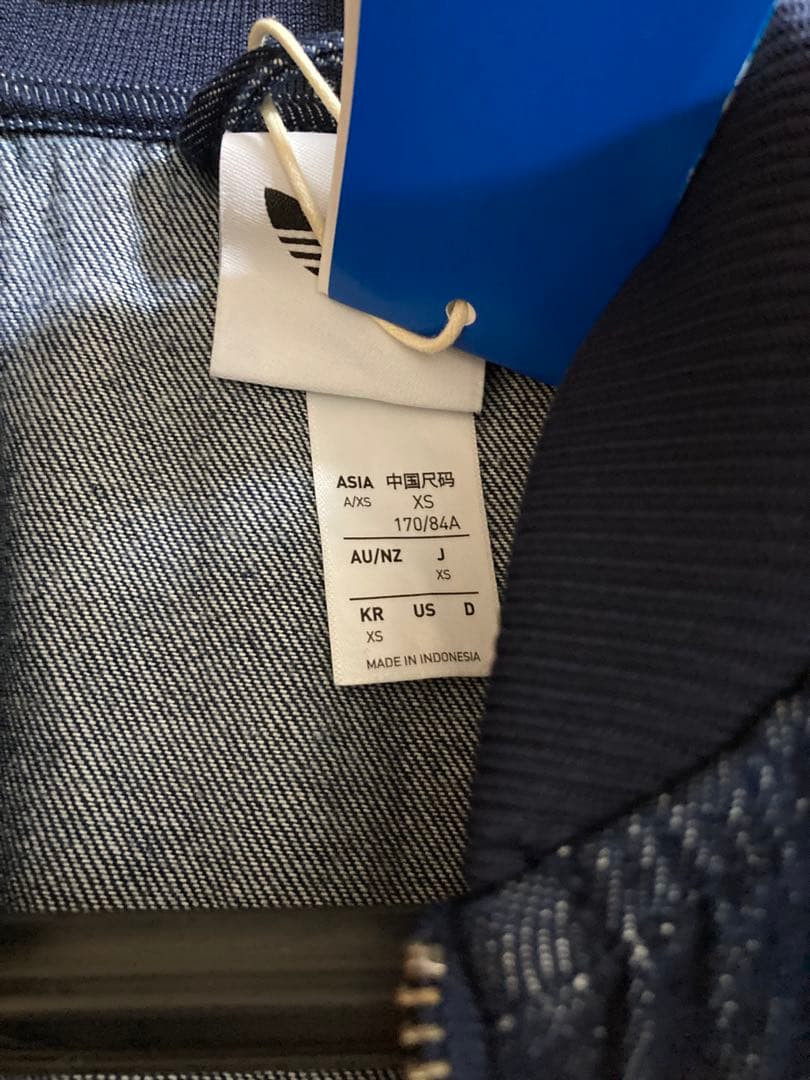 ASIA 中国尺码
A/XS XS
170/84A
AU/NZ J
XS
KR US D
XS
MADE IN INDONESIA